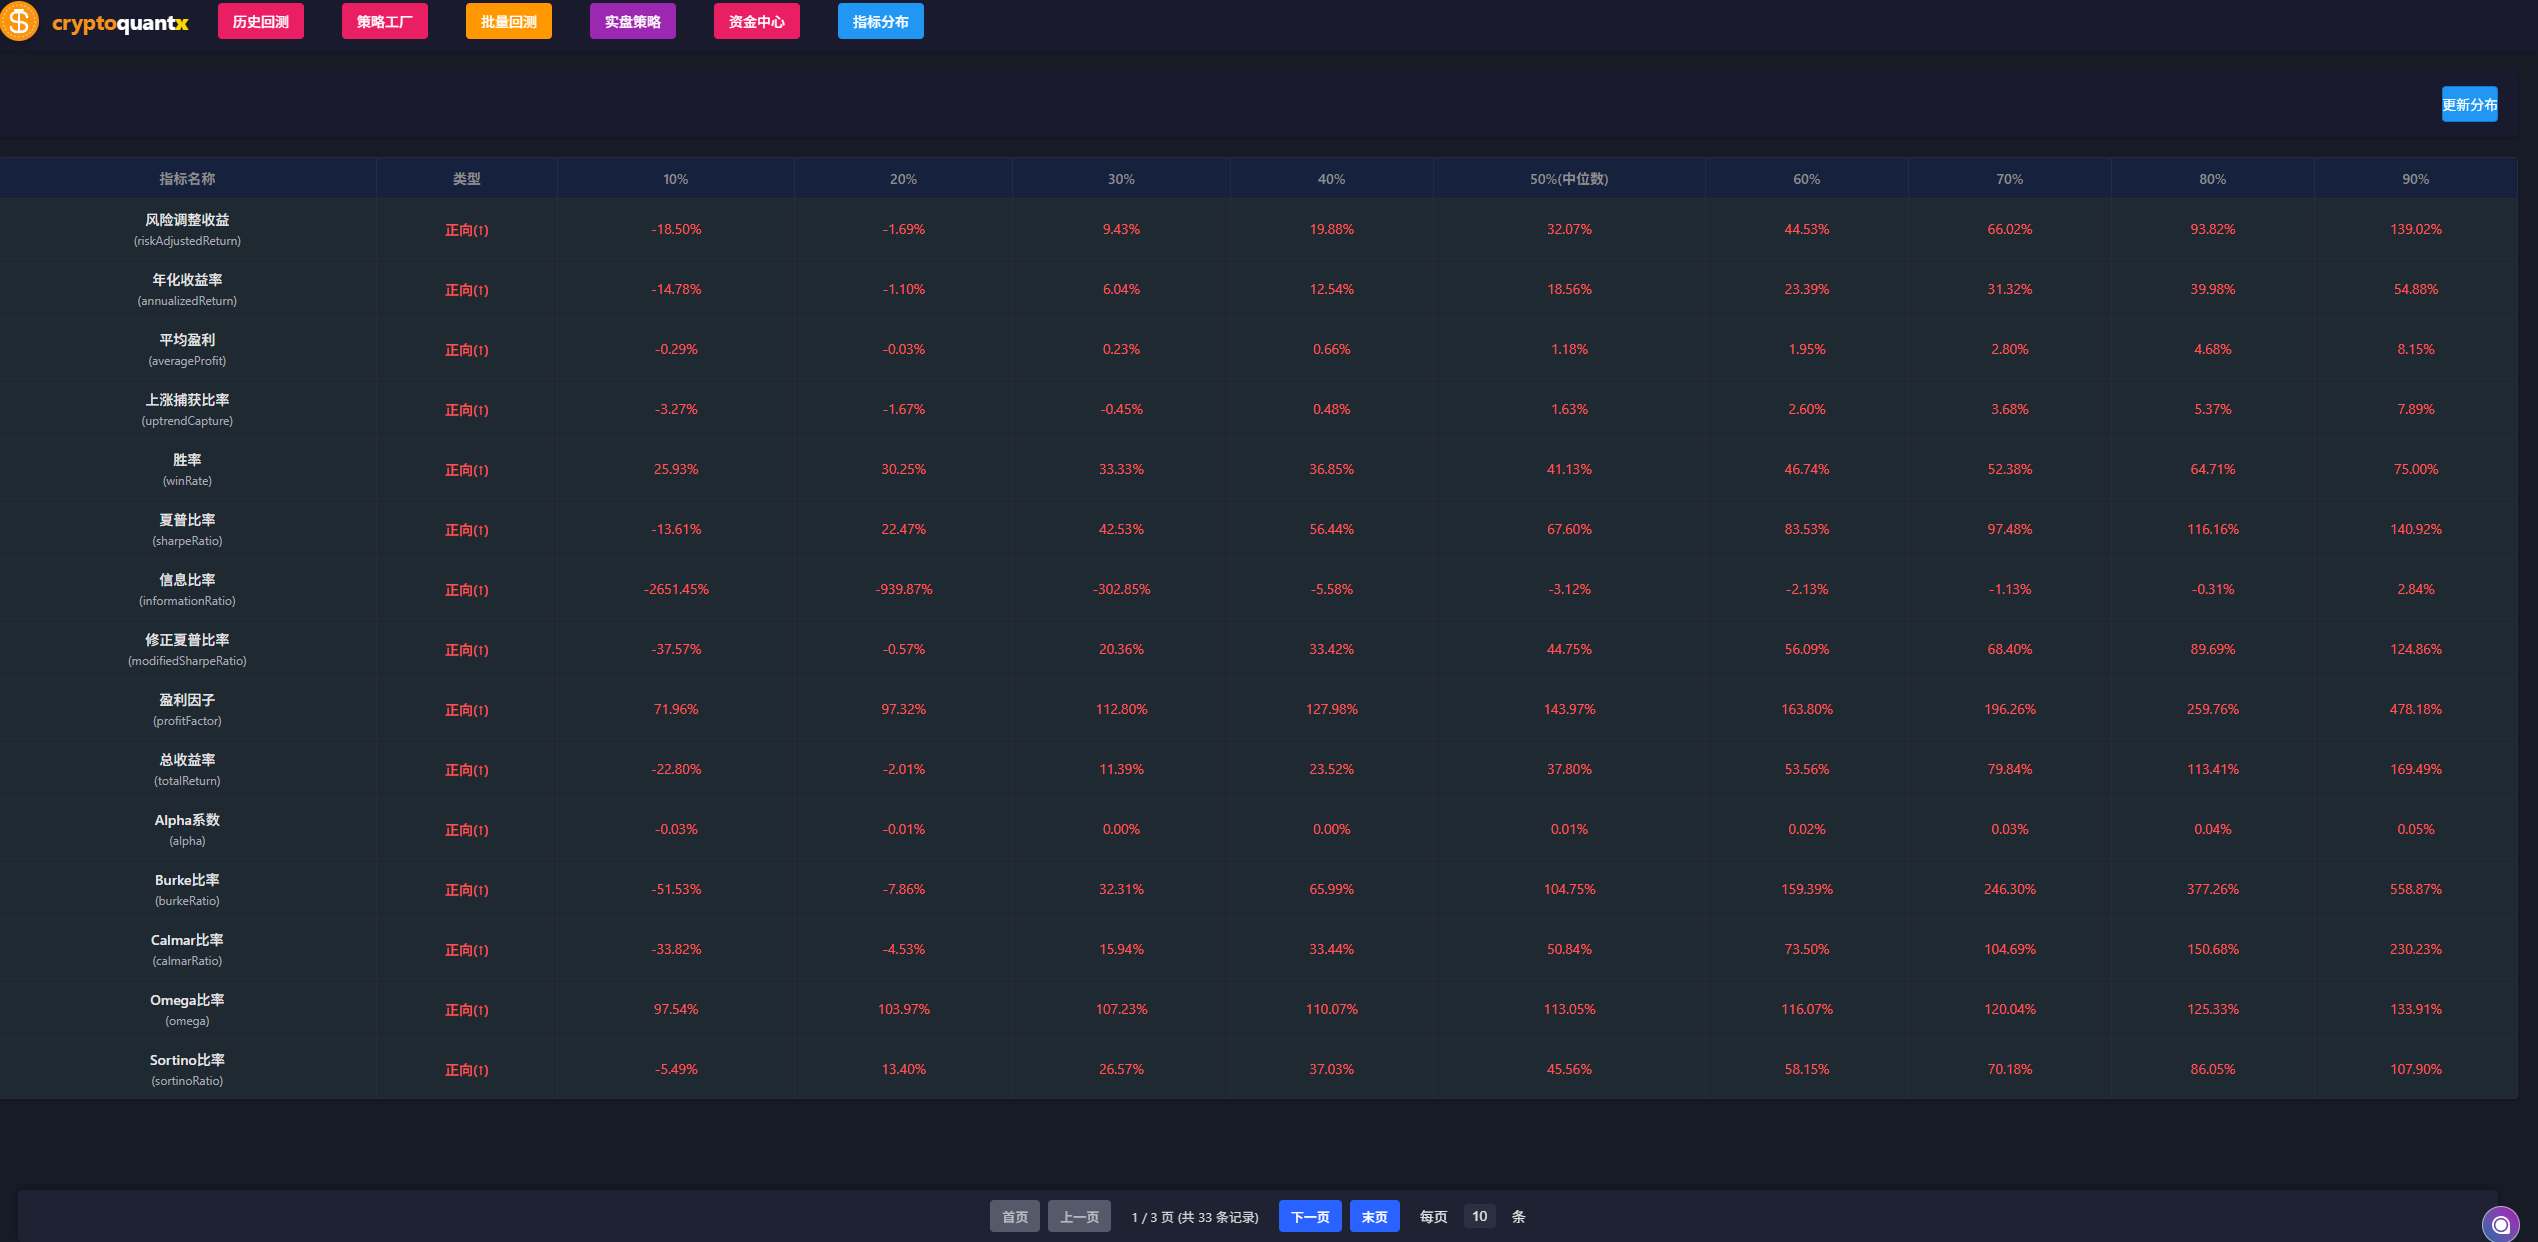 cryptoquantx 历史回测 策略工厂 批量回测 实盘策略 资金中心 指标分布
更新分布
指标名称 类型 10% 20% 30% 40% 50%(中位数) 60% 70% 80% 90%
风险调整收益
(riskAdjustedReturn)
正向(↑) -18.50% -1.69% 9.43% 19.88% 32.07% 44.53% 66.02% 93.82% 139.02%
年化收益率
(annualizedReturn)
正向(↑) -14.78% -1.10% 6.04% 12.54% 18.56% 23.39% 31.32% 39.98% 54.88%
平均盈利
(averageProfit)
正向(↑) -0.29% -0.03% 0.23% 0.66% 1.18% 1.95% 2.80% 4.68% 8.15%
上涨捕获比率
(uptrendCapture)
正向(↑) -3.27% -1.67% -0.45% 0.48% 1.63% 2.60% 3.68% 5.37% 7.89%
胜率
(winRate)
正向(↑) 25.93% 30.25% 33.33% 36.85% 41.13% 46.74% 52.38% 64.71% 75.00%
夏普比率
(sharpeRatio)
正向(↑) -13.61% 22.47% 42.53% 56.44% 67.60% 83.53% 97.48% 116.16% 140.92%
信息比率
(informationRatio)
正向(↑) -2651.45% -939.87% -302.85% -5.58% -3.12% -2.13% -1.13% -0.31% 2.84%
修正夏普比率
(modifiedSharpeRatio)
正向(↑) -37.57% -0.57% 20.36% 33.42% 44.75% 56.09% 68.40% 89.69% 124.86%
盈利因子
(profitFactor)
正向(↑) 71.96% 97.32% 112.80% 127.98% 143.97% 163.80% 196.26% 259.76% 478.18%
总收益率
(totalReturn)
正向(↑) -22.80% -2.01% 11.39% 23.52% 37.80% 53.56% 79.84% 113.41% 169.49%
Alpha系数
(alpha)
正向(↑) -0.03% -0.01% 0.00% 0.00% 0.01% 0.02% 0.03% 0.04% 0.05%
Burke比率
(burkeRatio)
正向(↑) -51.53% -7.86% 32.31% 65.99% 104.75% 159.39% 246.30% 377.26% 558.87%
Calmar比率
(calmarRatio)
正向(↑) -33.82% -4.53% 15.94% 33.44% 50.84% 73.50% 104.69% 150.68% 230.23%
Omega比率
(omega)
正向(↑) 97.54% 103.97% 107.23% 110.07% 113.05% 116.07% 120.04% 125.33% 133.91%
Sortino比率
(sortinoRatio)
正向(↑) -5.49% 13.40% 26.57% 37.03% 45.56% 58.15% 70.18% 86.05% 107.90%
首页 上一页 1 / 3 页 (共 33 条记录) 下一页 末页 每页 10 条